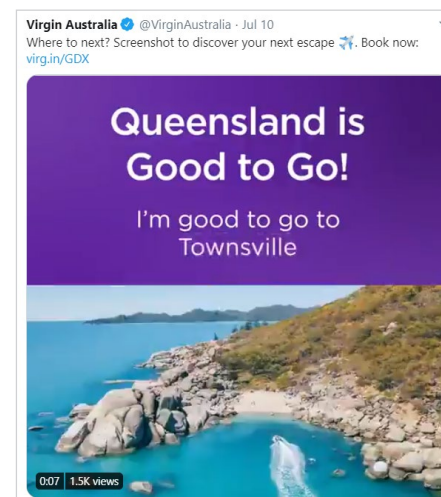 Virgin Australia @VirginAustralia · Jul 10
Where to next? Screenshot to discover your next escape ✈️. Book now:
virg.in/GDX
Queensland is
Good to Go!
I'm good to go to
Townsville
0:07 1.5K views